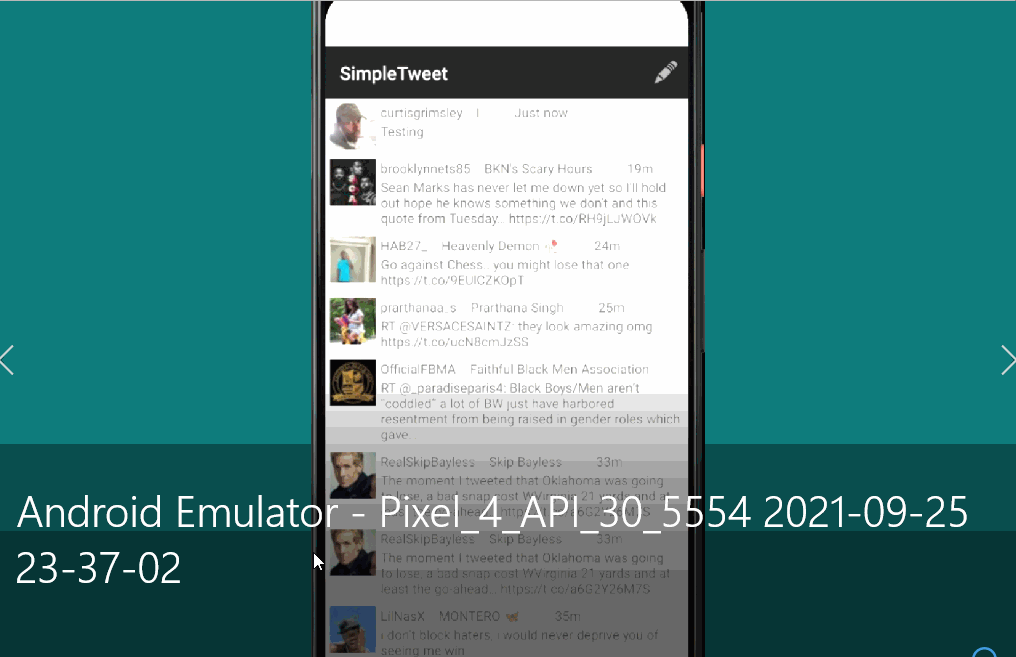 SimpleTweet
curtisgrimsley I Just now
Testing
brooklynnets85 BKN's Scary Hours 19m
Sean Marks has never let me down yet so I'll hold
out hope he knows something we don't and this
quote from Tuesday… https://t.co/RH9jLJWOVk
HAB27_ Heavenly Demon 24m
Go against Chess… you might lose that one
https://t.co/9EUlCZKOpT
prarthanaa_s Prarthana Singh 25m
RT @VERSACESAINTZ: they look amazing omg
https://t.co/ucN8cmJzSS
OfficialFBMA Faithful Black Men Association
RT @_paradiseparis4: Black Boys/Men aren't
"coddled" a lot of BW just have harbored
resentment from being raised in gender roles which
gave…
RealSkipBayless Skip Bayless 33m
The moment I tweeted that Oklahoma was going
to lose, a bad snap cost WVirginia 21 yards and at
Android Emulator - Pixel_4_API_30_5554 2021-09-25
23-37-02
RealSkipBayless Skip Bayless 33m
The moment I tweeted that Oklahoma was going
to lose, a bad snap cost WVirginia 21 yards and at
least the go-ahead… https://t.co/a6G2Y26M7S
LilNasX MONTERO 35m
i don't block haters. i would never deprive you of
seeing me win